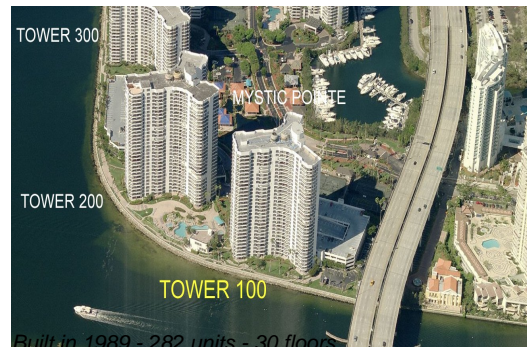 TOWER 300
MYSTIC POINTE
TOWER 200
TOWER 100
Built in 1989 - 282 units - 30 floors